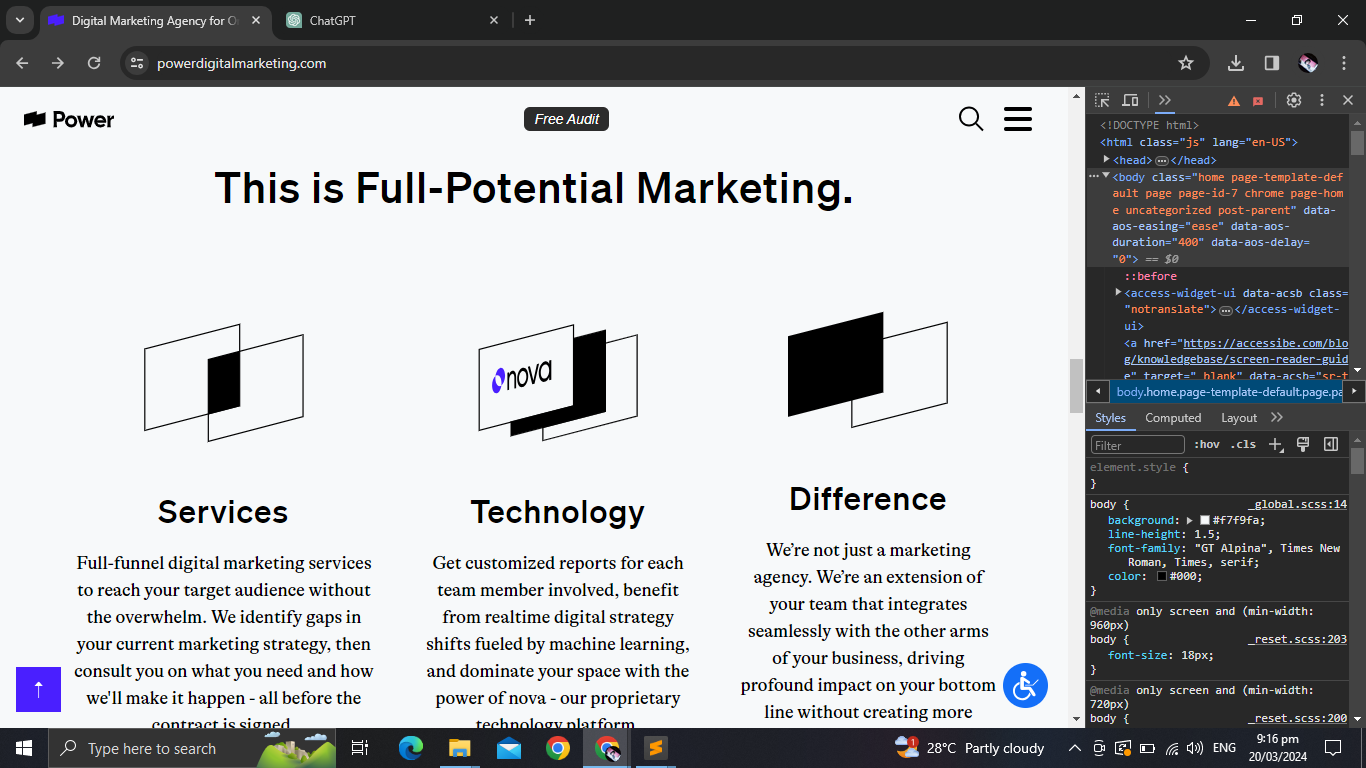 Digital Marketing Agency for O
ChatGPT
powerdigitalmarketing.com
Power
Free Audit
This is Full-Potential Marketing.
nova
Services
Full-funnel digital marketing services
to reach your target audience without
the overwhelm. We identify gaps in
your current marketing strategy, then
consult you on what you need and how
we'll make it happen - all before the
contract is signed.
Technology
Get customized reports for each
team member involved, benefit
from realtime digital strategy
shifts fueled by machine learning,
and dominate your space with the
power of nova - our proprietary
technology platform.
Difference
We're not just a marketing
agency. We're an extension of
your team that integrates
seamlessly with the other arms
of your business, driving
profound impact on your bottom
line without creating more
<!DOCTYPE html>
<html class="js" lang="en-US">
<head> … </head>
<body class="home page-template-def
ault page page-id-7 chrome page-hom
e uncategorized post-parent" data-
aos-easing="ease" data-aos-
duration="400" data-aos-delay=
"0"> == $0
::before
<access-widget-ui data-acsb class=
"notranslate"> … </access-widget-
ui>
<a href="https://accessibe.com/blo
g/knowledgebase/screen-reader-guid
e" target="_blank" data-acsb="sr-t
body.home.page-template-default.page.pa
Styles Computed Layout
Filter :hov .cls
element.style {
}
body { _global.scss:14
background: #f7f9fa;
line-height: 1.5;
font-family: "GT Alpina", Times New
Roman, Times, serif;
color: #000;
}
@media only screen and (min-width:
960px)
body { _reset.scss:203
font-size: 18px;
}
@media only screen and (min-width:
720px)
body { _reset.scss:200
Type here to search
1
28°C Partly cloudy
ENG
9:16 pm
20/03/2024